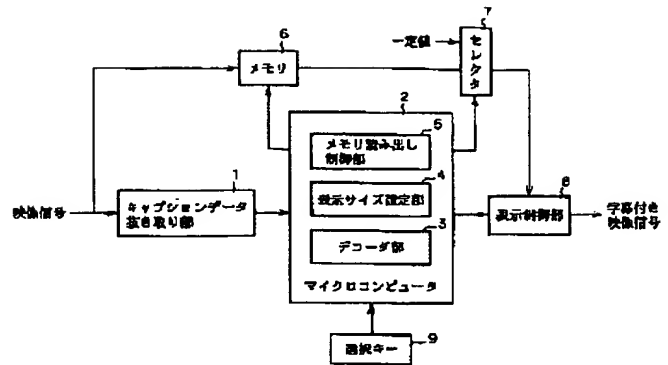 7
一定値
セレクタ
6
メモリ
2
5
メモリ読み出し
制御部
4
表示サイズ設定部
3
デコーダ部
マイクロコンピュータ
1
キャプションデータ
抜き取り部
映像信号
8
表示制御部
字幕付き
映像信号
9
選択キー